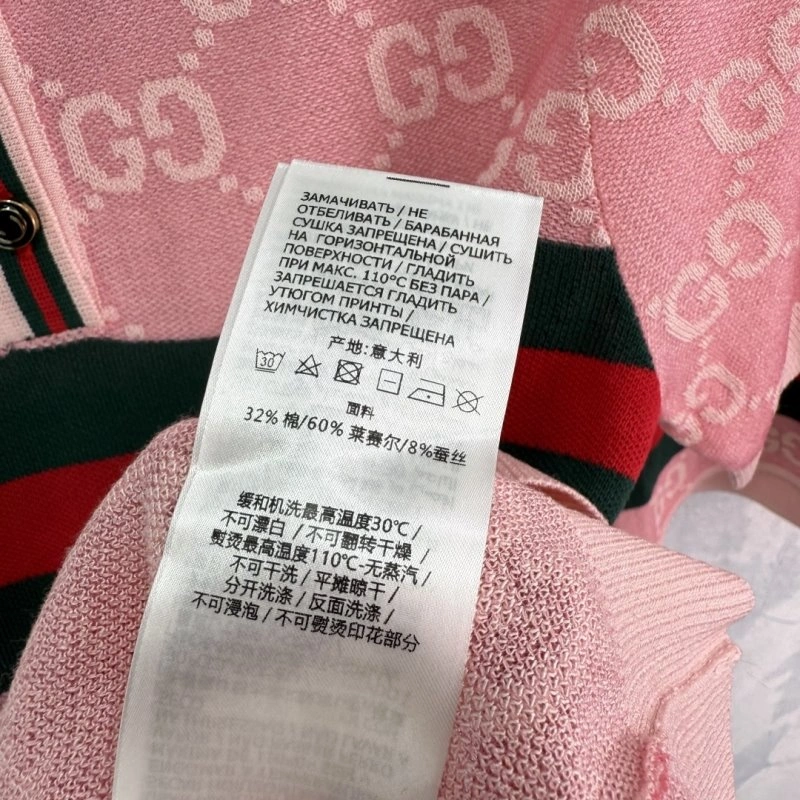 ЗАМАЧИВАТЬ / НЕ
ОТБЕЛИВАТЬ / БАРАБАННАЯ
СУШКА ЗАПРЕЩЕНА / СУШИТЬ
НА ГОРИЗОНТАЛЬНОЙ
ПОВЕРХНОСТИ / ГЛАДИТЬ
ПРИ МАКС. 110°C БЕЗ ПАРА /
ЗАПРЕШАЕТСЯ ГЛАДИТЬ
УТЮГОМ ПРИНТЫ /
ХИМЧИСТКА ЗАПРЕЩЕНА
产地:意大利
30
面料
32% 棉/60% 莱赛尔/8%蚕丝
缓和机洗最高温度30℃ /
不可漂白 / 不可翻转干燥 /
熨烫最高温度110℃-无蒸汽 /
不可干洗 / 平摊晾干 /
分开洗涤 / 反面洗涤 /
不可浸泡 / 不可熨烫印花部分